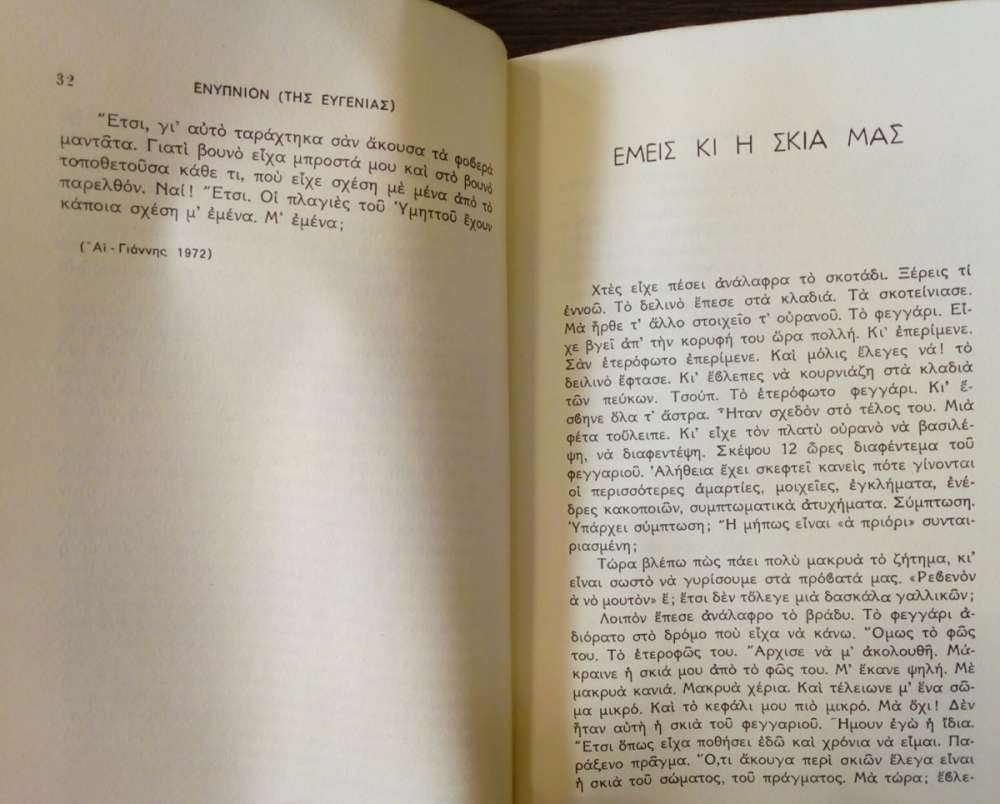 32
ΕΝΥΠΝΙΟΝ (ΤΗΣ ΕΥΓΕΝΙΑΣ)
Ἔτσι, γι' αὐτὸ ταράχτηκα σὰν ἄκουσα τὰ φοβερὰ
μαντᾶτα. Γιατὶ βουνὸ εἶχα μπροστά μου καὶ στὸ βουνὸ
τοποθετοῦσα κάθε τι, ποὺ εἶχε σχέση μὲ μένα ἀπὸ τὸ
παρελθόν. Ναί! Ἔτσι. Οἱ πλαγιὲς τοῦ Ὑμηττοῦ ἔχουν
κάποια σχέση μ' ἐμένα. Μ' ἐμένα;
(Ἅϊ - Γιάννης 1972)
ΕΜΕΙΣ ΚΙ Η ΣΚΙΑ ΜΑΣ
Χτὲς εἶχε πέσει ἀνάλαφρα τὸ σκοτάδι. Ξέρεις τί
ἐννοῶ. Τὸ δελινὸ ἔπεσε στὰ κλαδιά. Τὰ σκοτείνιασε.
Μὰ ἦρθε τ' ἄλλο στοιχεῖο τ' οὐρανοῦ. Τὸ φεγγάρι. Εἶ-
χε βγεῖ ἀπ' τὴν κορυφή του ὥρα πολλή. Κι' ἐπερίμενε.
Σὰν ἑτερόφωτο ἐπερίμενε. Καὶ μόλις ἔλεγες νά! τὸ
δειλινὸ ἔφτασε. Κι' ἔβλεπες νὰ κουρνιάζη στὰ κλαδιὰ
τῶν πεύκων. Τσούπ. Τὸ ἑτερόφωτο φεγγάρι. Κι' ἔ-
σβηνε ὅλα τ' ἄστρα. Ἦταν σχεδὸν στὸ τέλος του. Μιὰ
φέτα τοὔλειπε. Κι' εἶχε τὸν πλατὺ οὐρανὸ νὰ βασιλέ-
ψη, νὰ διαφεντέψη. Σκέψου 12 ὧρες διαφέντεμα τοῦ
φεγγαριοῦ. Ἀλήθεια ἔχει σκεφτεῖ κανεὶς πότε γίνονται
οἱ περισσότερες ἁμαρτίες, μοιχεῖες, ἐγκλήματα, ἐνέ-
δρες κακοποιῶν, συμπτωματικὰ ἀτυχήματα. Σύμπτωση.
Ὑπάρχει σύμπτωση; Ἢ μήπως εἶναι «ἀ πριόρι» συνται-
ριασμένη;
Τώρα βλέπω πὼς πάει πολὺ μακρυὰ τὸ ζήτημα, κι'
εἶναι σωστὸ νὰ γυρίσουμε στὰ πρόβατά μας. «Ρεβενὸν
ἀ νὸ μουτόν» ἔ; ἔτσι δὲν τὄλεγε μιὰ δασκάλα γαλλικῶν;
Λοιπὸν ἔπεσε ἀνάλαφρο τὸ βράδυ. Τὸ φεγγάρι ἀ-
διόρατο στὸ δρόμο ποὺ εἶχα νὰ κάνω. Ὅμως τὸ φῶς
του. Τὸ ἑτεροφῶς του. Ἄρχισε νὰ μ' ἀκολουθῆ. Μά-
κραινε ἡ σκιά μου ἀπὸ τὸ φῶς του. Μ' ἔκανε ψηλή. Μὲ
μακρυὰ κανιά. Μακρυὰ χέρια. Καὶ τέλειωνε μ' ἕνα σῶ-
μα μικρό. Καὶ τὸ κεφάλι μου πιὸ μικρό. Μὰ ὄχι! Δὲν
ἦταν αὐτὴ ἡ σκιὰ τοῦ φεγγαριοῦ. Ἤμουν ἐγὼ ἡ ἴδια.
Ἔτσι ὅπως εἶχα ποθήσει ἐδῶ καὶ χρόνια νὰ εἶμαι. Πα-
ράξενο πρᾶγμα. Ὅ,τι ἄκουγα περὶ σκιῶν ἔλεγα εἶναι
ἡ σκιὰ τοῦ σώματος, τοῦ πράγματος. Μὰ τώρα; ἔβλε-